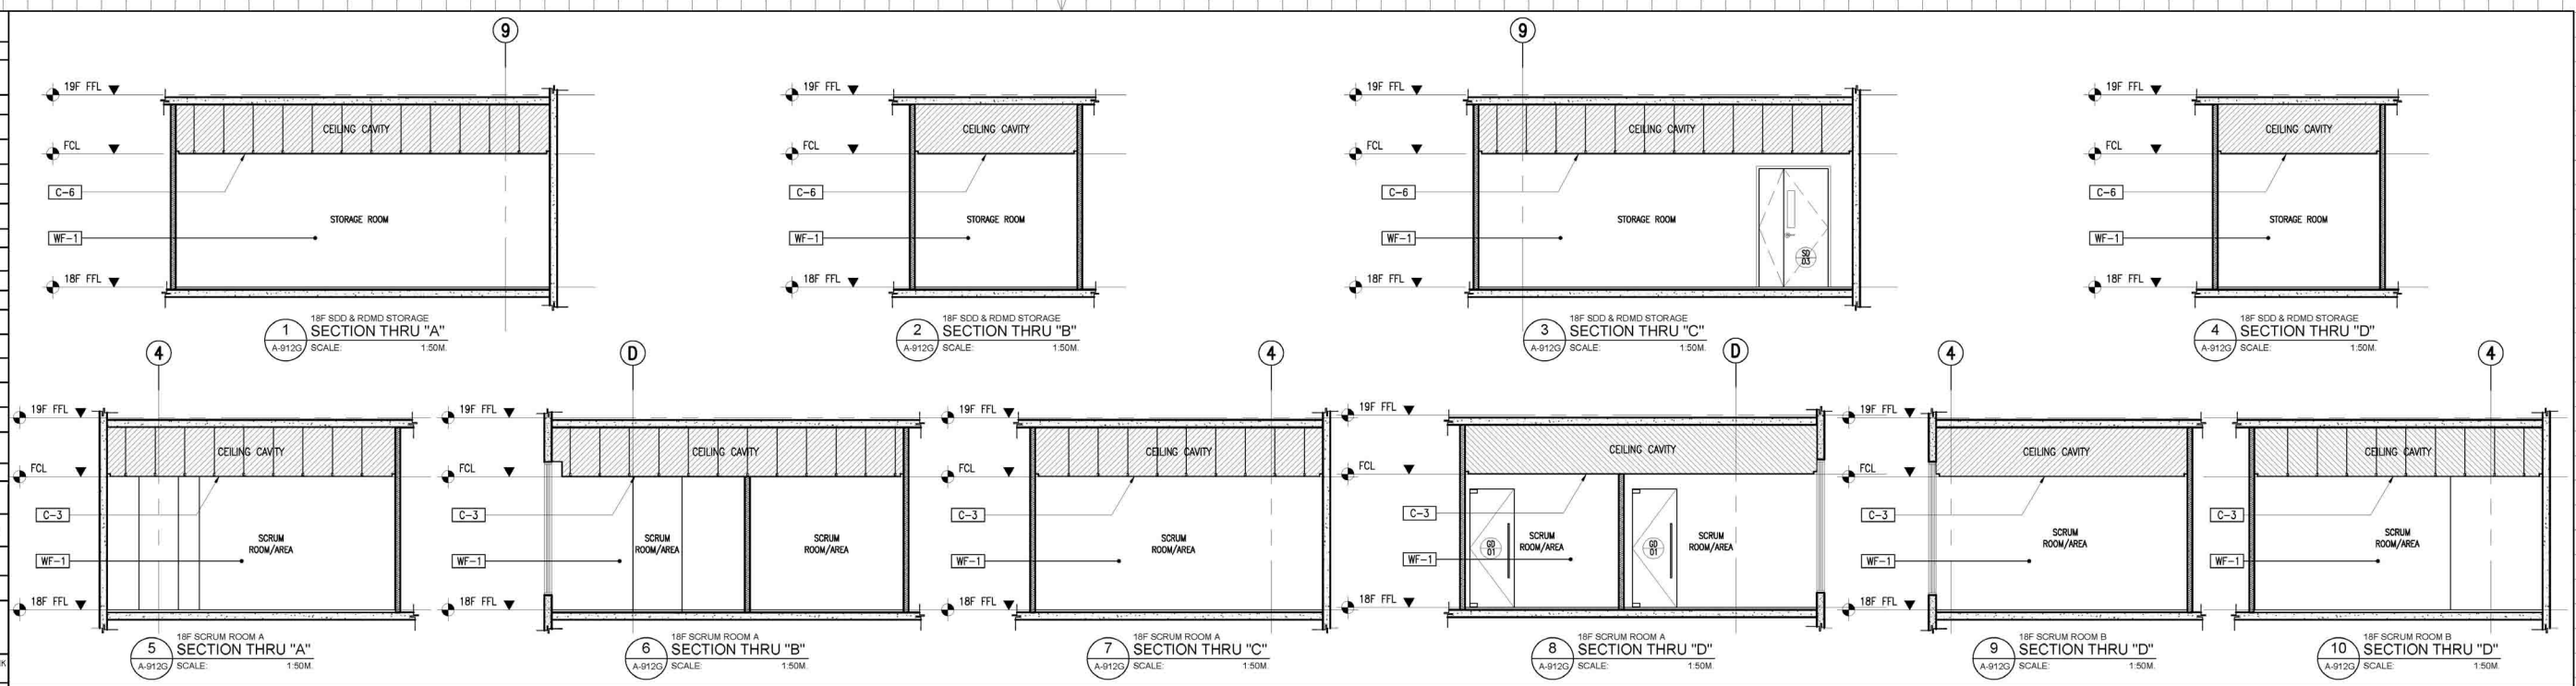 9
19F FFL
CEILING CAVITY
FCL
C-6
STORAGE ROOM
WF-1
18F FFL
1
A-912G
18F SDD & RDMD STORAGE
SECTION THRU "A"
SCALE: 1:50M.
19F FFL
CEILING CAVITY
FCL
C-6
STORAGE ROOM
WF-1
18F FFL
2
A-912G
18F SDD & RDMD STORAGE
SECTION THRU "B"
SCALE: 1:50M.
9
19F FFL
CEILING CAVITY
FCL
C-6
STORAGE ROOM
WF-1
18F FFL
3
A-912G
18F SDD & RDMD STORAGE
SECTION THRU "C"
SCALE: 1:50M.
19F FFL
CEILING CAVITY
FCL
C-6
STORAGE ROOM
WF-1
18F FFL
4
A-912G
18F SDD & RDMD STORAGE
SECTION THRU "D"
SCALE: 1:50M.
4
19F FFL
CEILING CAVITY
FCL
C-3
SCRUM
ROOM/AREA
WF-1
18F FFL
5
A-912G
18F SCRUM ROOM A
SECTION THRU "A"
SCALE: 1:50M.
D
19F FFL
CEILING CAVITY
FCL
C-3
SCRUM
ROOM/AREA
SCRUM
ROOM/AREA
WF-1
18F FFL
6
A-912G
18F SCRUM ROOM A
SECTION THRU "B"
SCALE: 1:50M.
4
19F FFL
CEILING CAVITY
FCL
C-3
SCRUM
ROOM/AREA
WF-1
18F FFL
7
A-912G
18F SCRUM ROOM A
SECTION THRU "C"
SCALE: 1:50M.
D
19F FFL
CEILING CAVITY
FCL
C-3
GD
01
SCRUM
ROOM/AREA
GD
01
SCRUM
ROOM/AREA
WF-1
18F FFL
8
A-912G
18F SCRUM ROOM A
SECTION THRU "D"
SCALE: 1:50M.
4
19F FFL
CEILING CAVITY
FCL
C-3
SCRUM
ROOM/AREA
WF-1
18F FFL
9
A-912G
18F SCRUM ROOM B
SECTION THRU "D"
SCALE: 1:50M.
4
CEILING CAVITY
C-3
SCRUM
ROOM/AREA
WF-1
10
A-912G
18F SCRUM ROOM B
SECTION THRU "D"
SCALE: 1:50M.